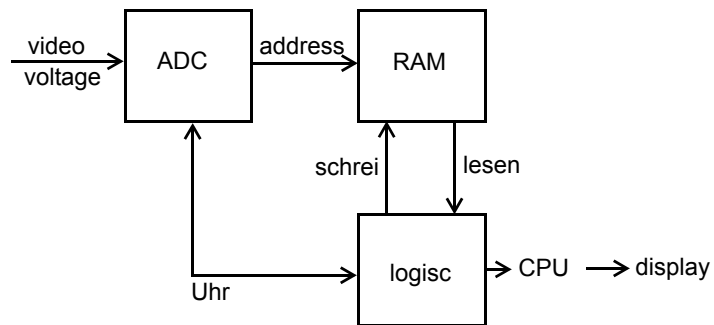 video
voltage
ADC
address
RAM
schrei
lesen
Uhr
logisc
CPU
display